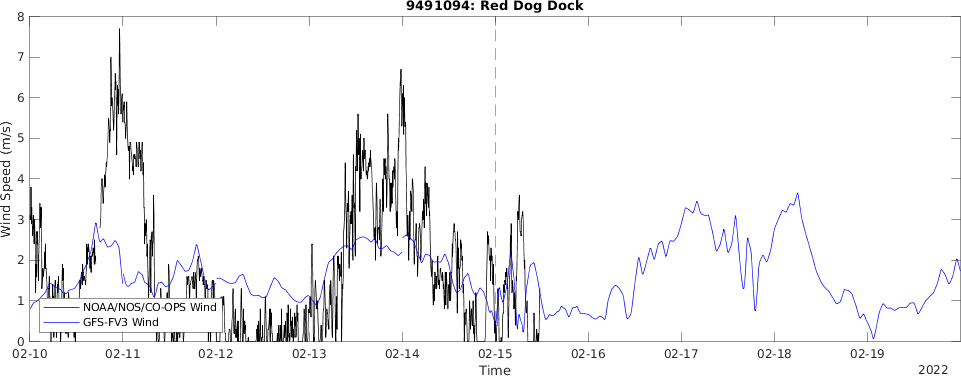 9491094: Red Dog Dock
8
7
6
5
4
3
2
1
0
Wind Speed (m/s)
NOAA/NOS/CO-OPS Wind
GFS-FV3 Wind
02-10 02-11 02-12 02-13 02-14 02-15 02-16 02-17 02-18 02-19
Time
2022